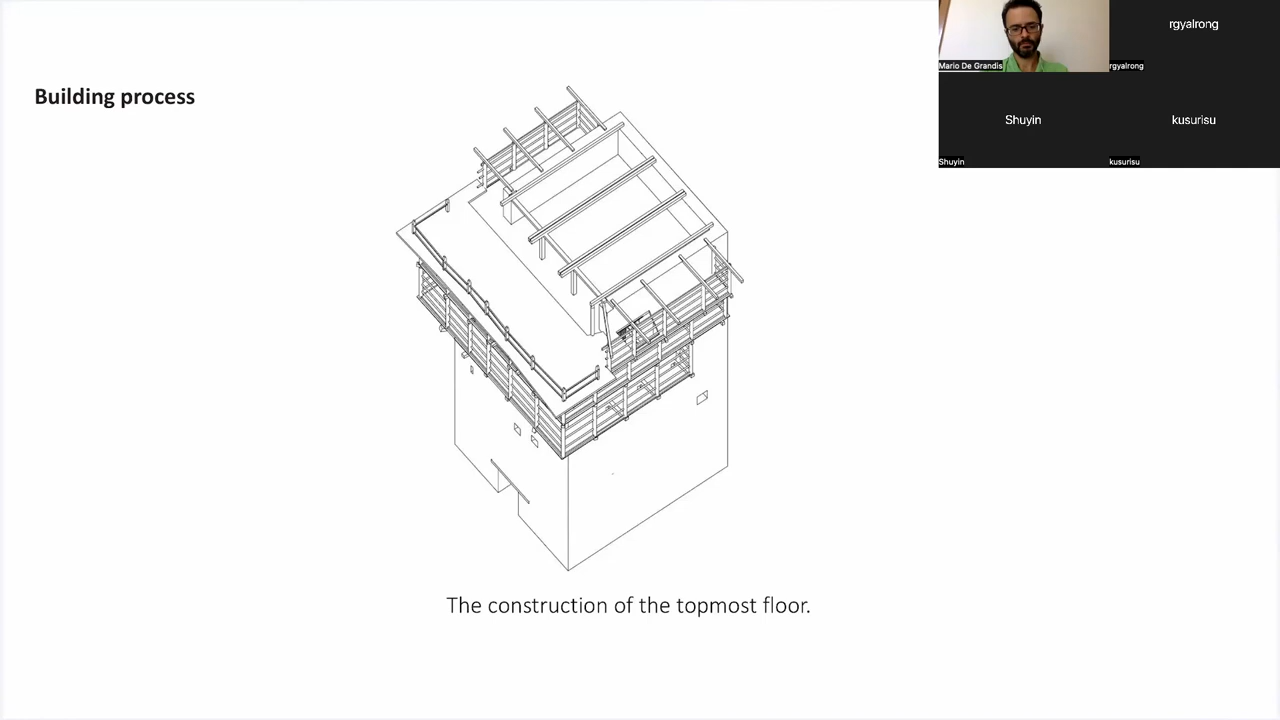 Building process
The construction of the topmost floor.
rgyalrong
Mario De Grandis
rgyalrong
Shuyin
kusurisu
Shuyin
kusurisu